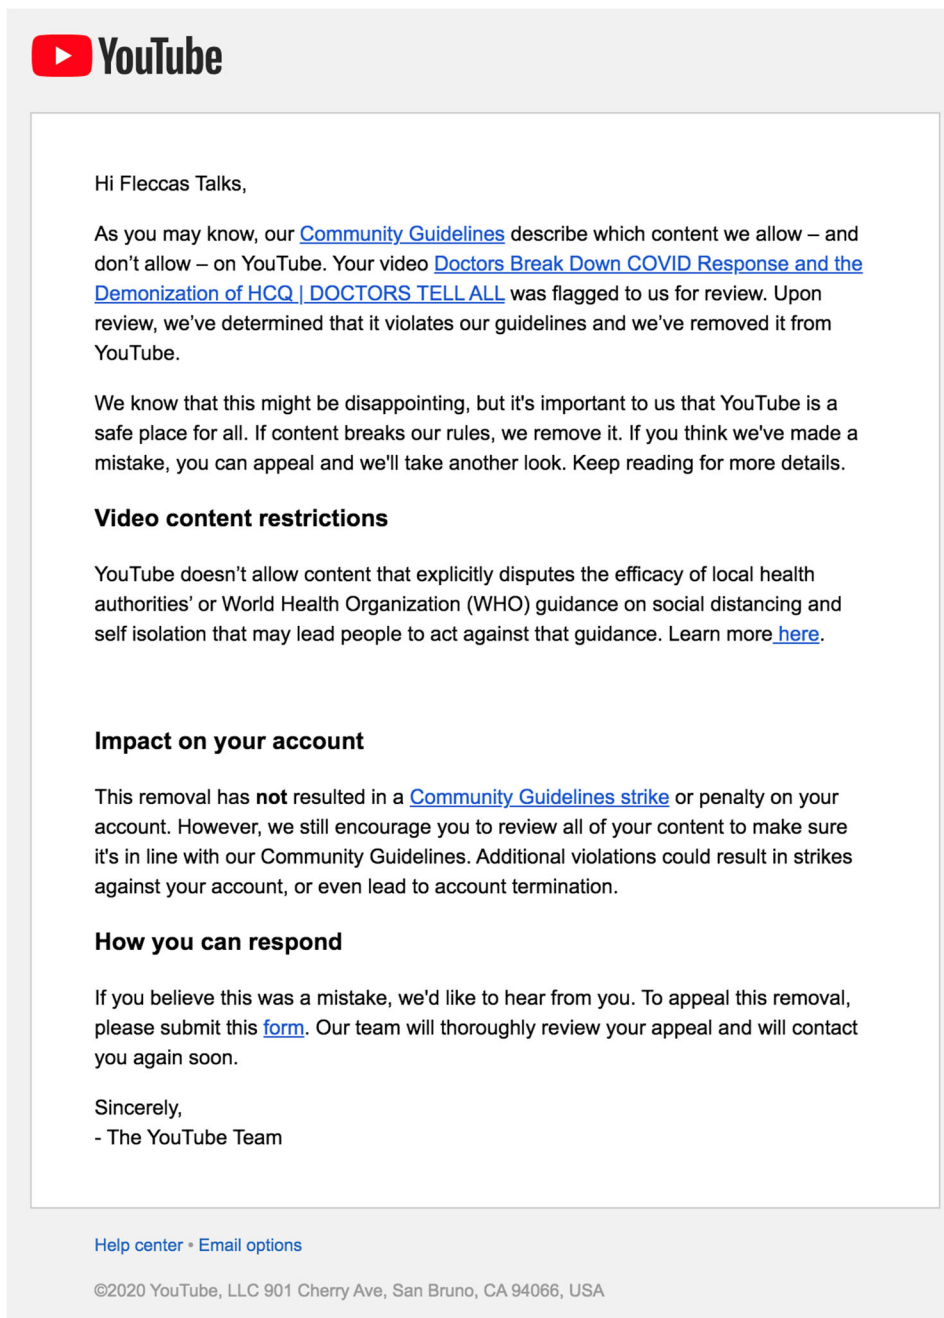 YouTube
Hi Fleccas Talks,
As you may know, our Community Guidelines describe which content we allow – and
don’t allow – on YouTube. Your video Doctors Break Down COVID Response and the
Demonization of HCQ | DOCTORS TELL ALL was flagged to us for review. Upon
review, we’ve determined that it violates our guidelines and we’ve removed it from
YouTube.
We know that this might be disappointing, but it's important to us that YouTube is a
safe place for all. If content breaks our rules, we remove it. If you think we've made a
mistake, you can appeal and we'll take another look. Keep reading for more details.
Video content restrictions
YouTube doesn’t allow content that explicitly disputes the efficacy of local health
authorities’ or World Health Organization (WHO) guidance on social distancing and
self isolation that may lead people to act against that guidance. Learn more here.
Impact on your account
This removal has not resulted in a Community Guidelines strike or penalty on your
account. However, we still encourage you to review all of your content to make sure
it's in line with our Community Guidelines. Additional violations could result in strikes
against your account, or even lead to account termination.
How you can respond
If you believe this was a mistake, we'd like to hear from you. To appeal this removal,
please submit this form. Our team will thoroughly review your appeal and will contact
you again soon.
Sincerely,
- The YouTube Team
Help center • Email options
©2020 YouTube, LLC 901 Cherry Ave, San Bruno, CA 94066, USA